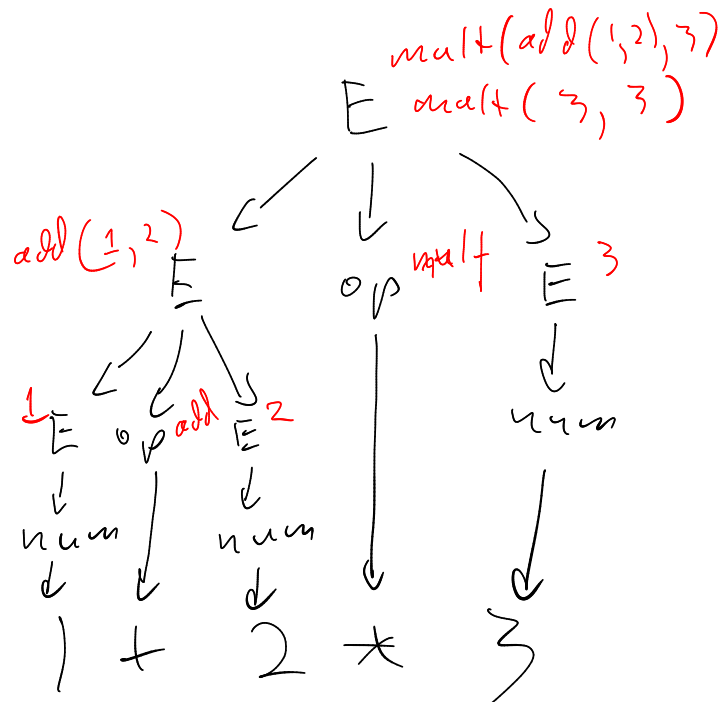 mult(add(1,2),3)
E mult( 3, 3 )
add(1,2)
E op mult E 3
1 E op add E 2 num
num num
1 + 2 * 3